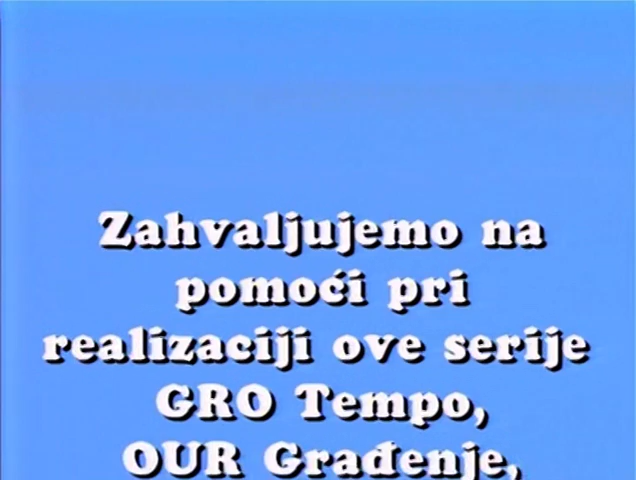 Zahvaljujemo na
pomoći pri
realizaciji ove serije
GRO Tempo,
OUR Građenje,